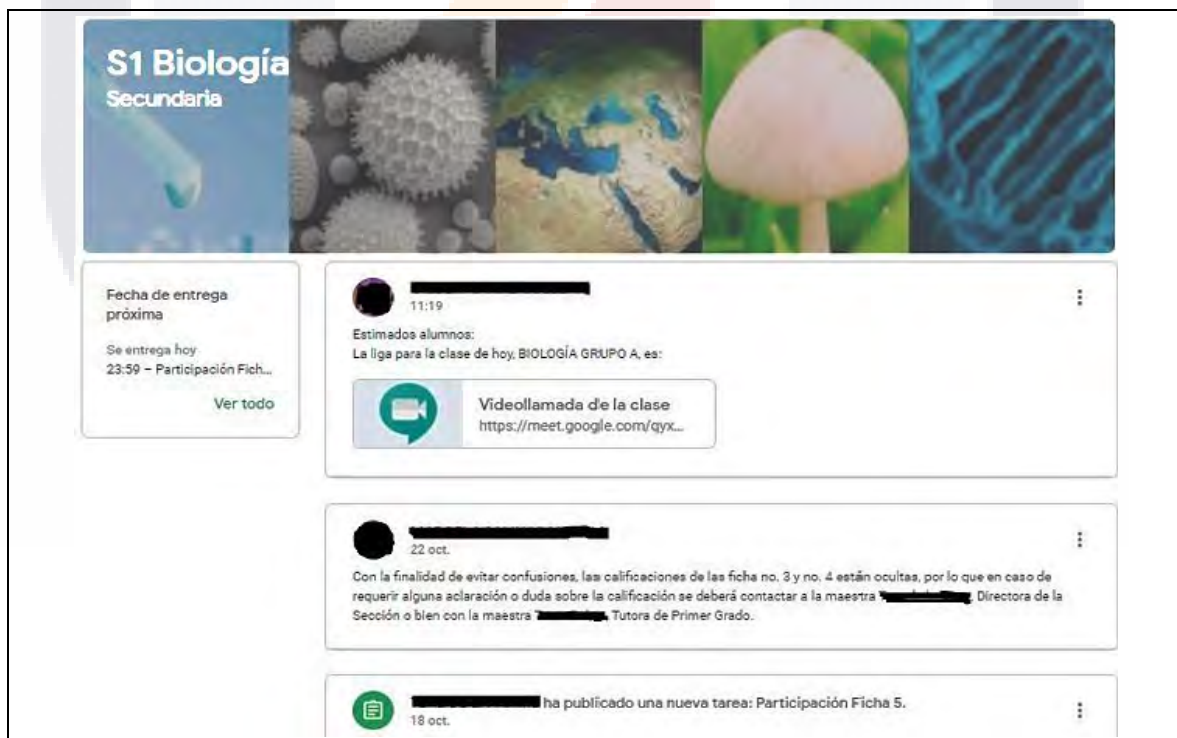 S1 Biología
Secundaria
Fecha de entrega
próxima
Se entrega hoy
23:59 – Participación Fich...
Ver todo
11:19
Estimados alumnos:
La liga para la clase de hoy, BIOLOGÍA GRUPO A, es:
Videollamada de la clase
https://meet.google.com/qyx...
22 oct.
Con la finalidad de evitar confusiones, las calificaciones de las ficha no. 3 y no. 4 están ocultas, por lo que en caso de
requerir alguna aclaración o duda sobre la calificación se deberá contactar a la maestra , Directora de la
Sección o bien con la maestra , Tutora de Primer Grado.
ha publicado una nueva tarea: Participación Ficha 5.
18 oct.